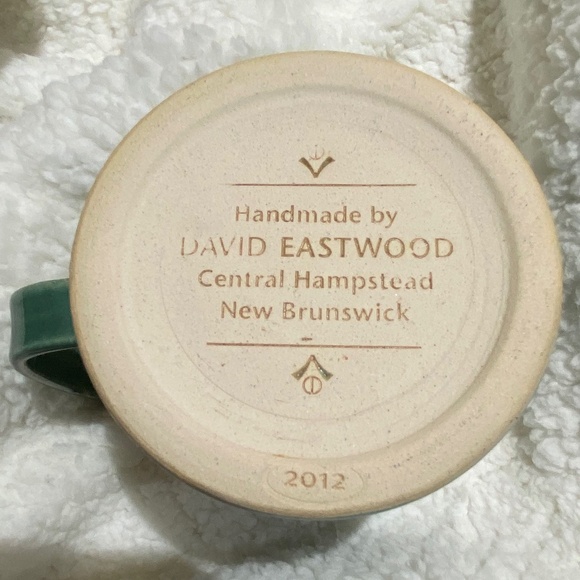 Handmade by
DAVID EASTWOOD
Central Hampstead
New Brunswick
2012